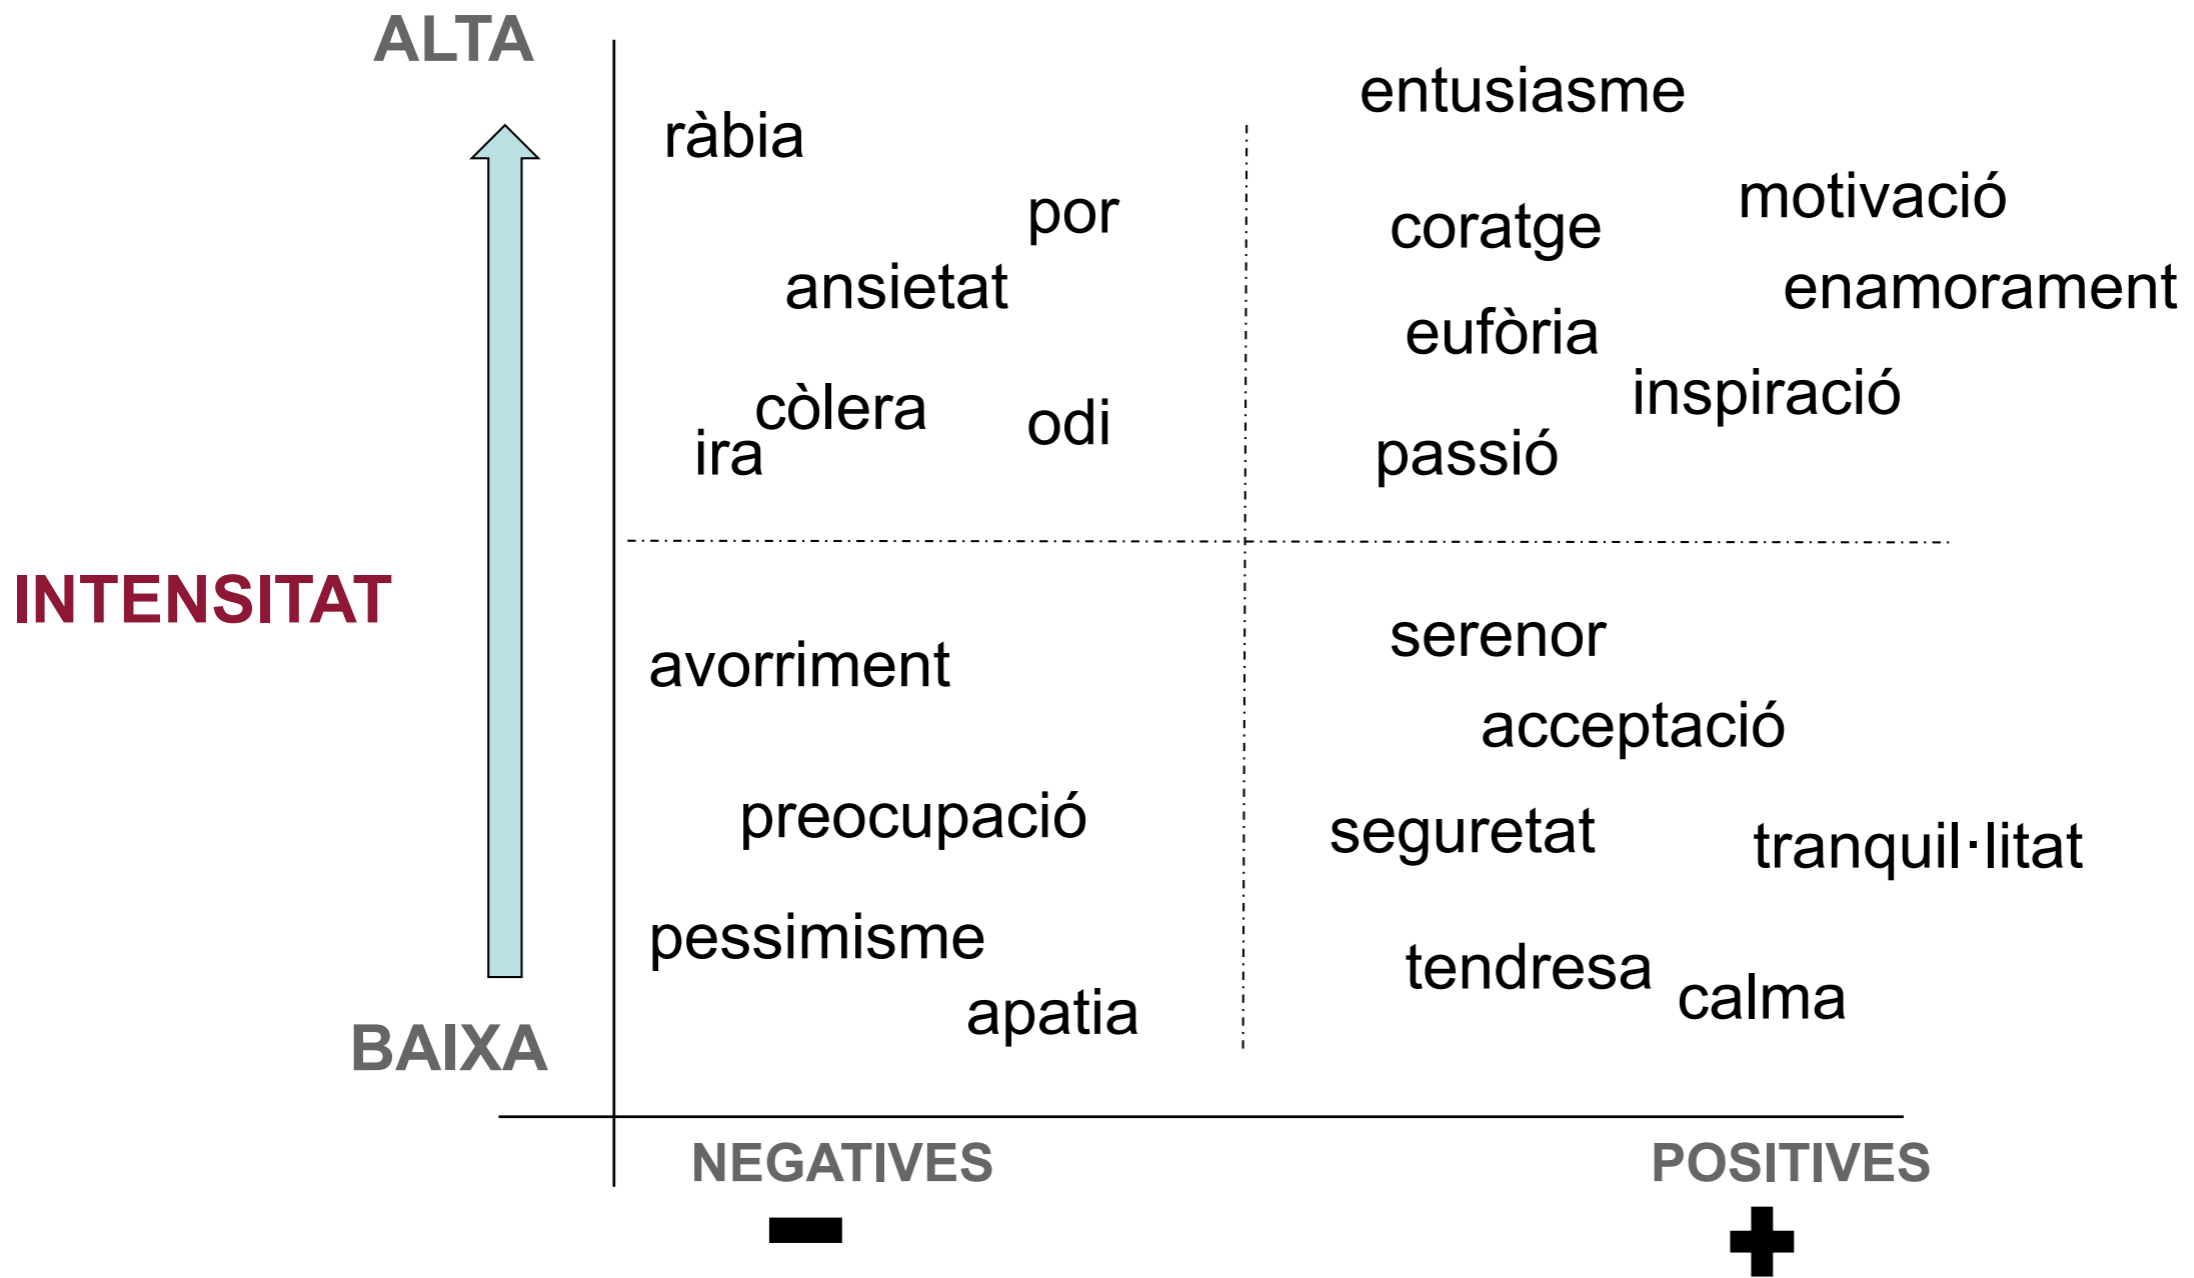 ALTA
entusiasme
ràbia
motivació
por
coratge
ansietat
enamorament
eufòria
còlera
odi
inspiració
ira
passió
INTENSITAT
serenor
avorriment
acceptació
preocupació
seguretat
tranquil·litat
pessimisme
tendresa
calma
apatia
BAIXA
NEGATIVES
POSITIVES
-
+